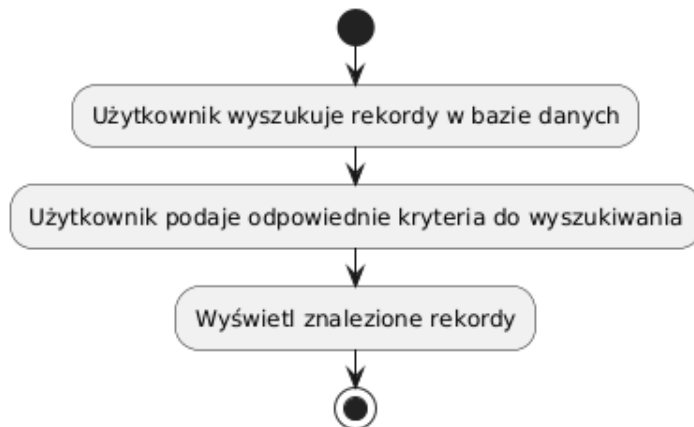 Użytkownik wyszukuje rekordy w bazie danych
Użytkownik podaje odpowiednie kryteria do wyszukiwania
Wyświetl znalezione rekordy